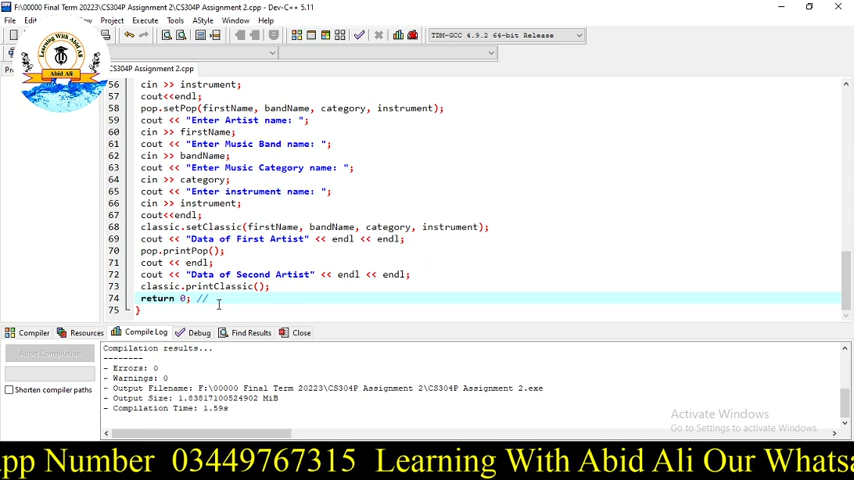 F:\00000 Final Term 20223\CS304P Assignment 2\CS304P Assignment 2.cpp - Dev-C++ 5.11
File Edit Project Execute Tools AStyle Window Help
TDM-GCC 4.9.2 64-bit Release
Learning With Abid Ali
Abid Ali
CS304P Assignment 2.cpp
56 cin >> instrument;
57 cout<<endl;
58 pop.setPop(firstName, bandName, category, instrument);
59 cout << "Enter Artist name: ";
60 cin >> firstName;
61 cout << "Enter Music Band name: ";
62 cin >> bandName;
63 cout << "Enter Music Category name: ";
64 cin >> category;
65 cout << "Enter instrument name: ";
66 cin >> instrument;
67 cout<<endl;
68 classic.setClassic(firstName, bandName, category, instrument);
69 cout << "Data of First Artist" << endl << endl;
70 pop.printPop();
71 cout << endl;
72 cout << "Data of Second Artist" << endl << endl;
73 classic.printClassic();
74 return 0; //
75 }
Compiler Resources Compile Log Debug Find Results Close
Abort Compilation
Shorten compiler paths
Compilation results...
--------
- Errors: 0
- Warnings: 0
- Output Filename: F:\00000 Final Term 20223\CS304P Assignment 2\CS304P Assignment 2.exe
- Output Size: 1.83817100524902 MiB
- Compilation Time: 1.59s
Activate Windows
Go to Settings to activate Windows.
app Number 03449767315 Learning With Abid Ali Our Whatsa